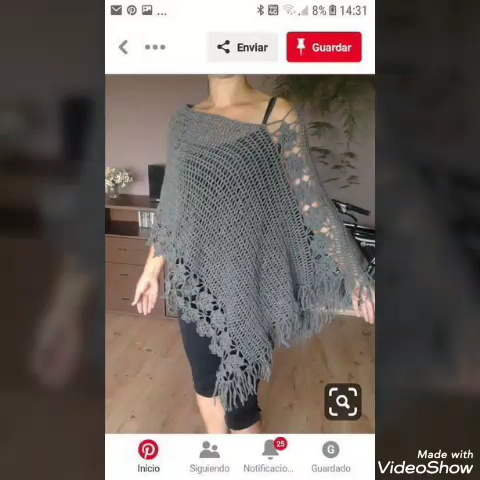 ... 8% 14:31
Enviar
Guardar
25
Inicio
Siguiendo
Notificacio...
G
Guardado
Made with
VideoShow